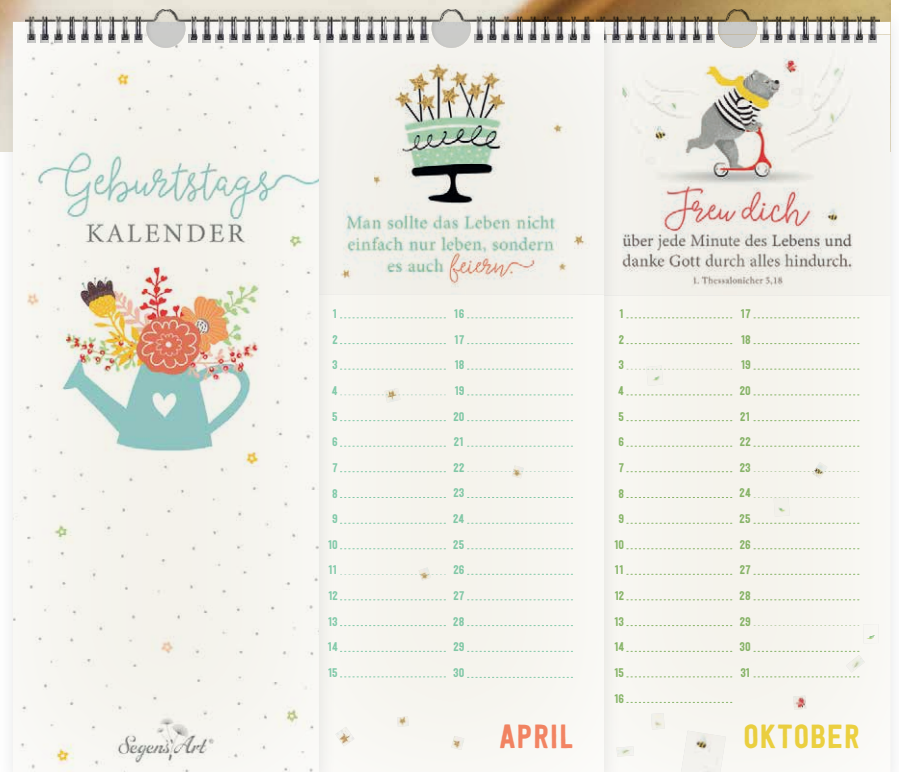 Geburtstags
KALENDER
Segens Art®
Man sollte das Leben nicht
einfach nur leben, sondern
es auch feiern.
1 16
2 17
3 18
4 19
5 20
6 21
7 22
8 23
9 24
10 25
11 26
12 27
13 28
14 29
15 30
APRIL
Freu dich
über jede Minute des Lebens und
danke Gott durch alles hindurch.
1. Thessalonicher 5,18
1 17
2 18
3 19
4 20
5 21
6 22
7 23
8 24
9 25
10 26
11 27
12 28
13 29
14 30
15 31
16
OKTOBER